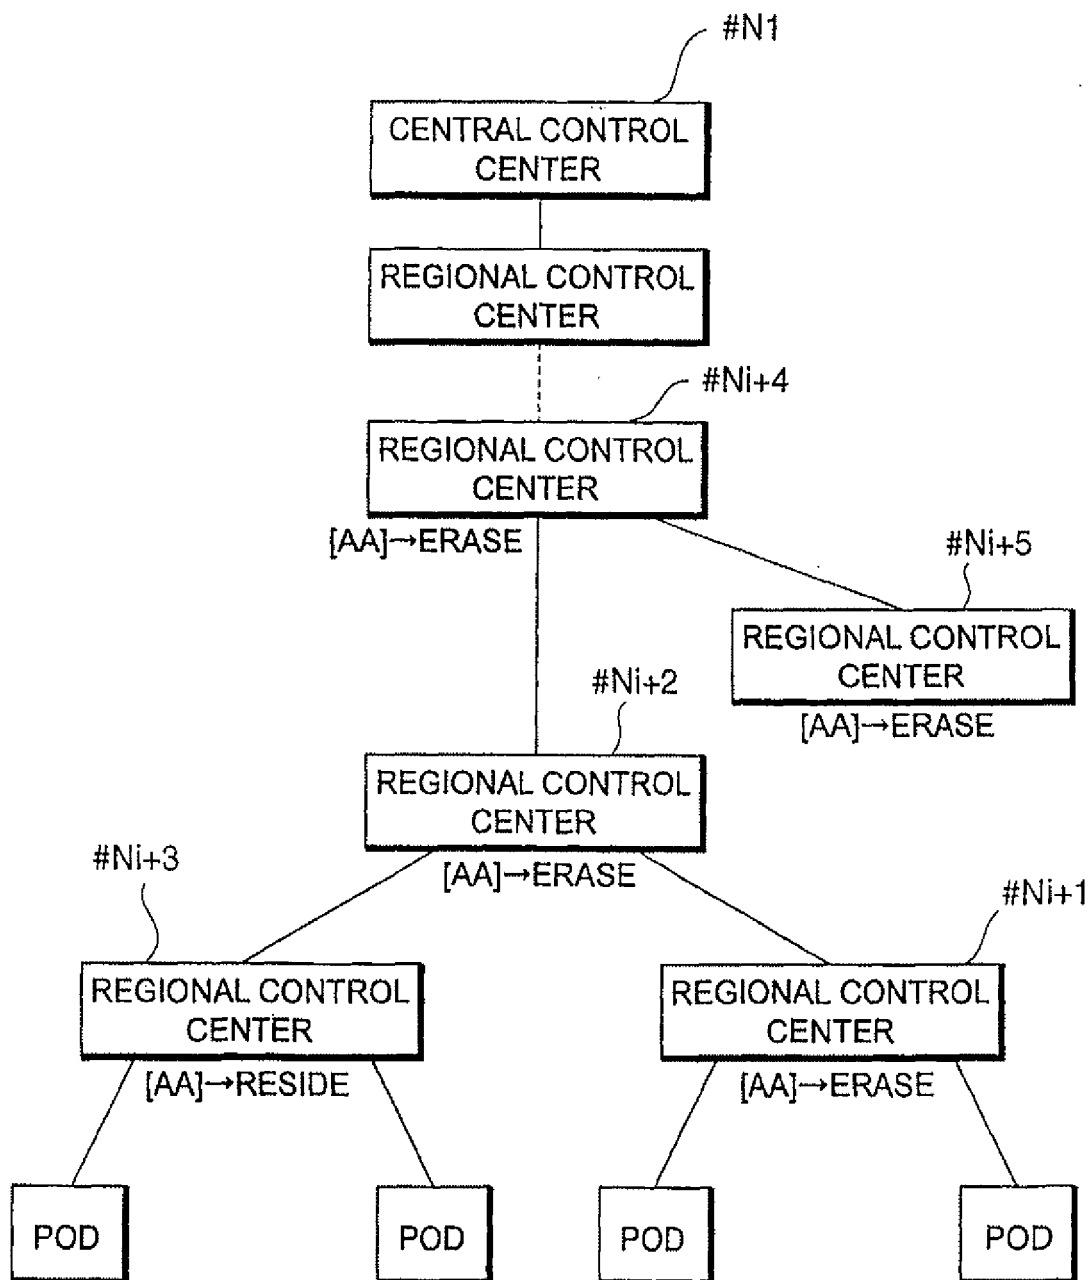 #N1
CENTRAL CONTROL
CENTER
REGIONAL CONTROL
CENTER
#Ni+4
REGIONAL CONTROL
CENTER
[AA]→ERASE
#Ni+5
REGIONAL CONTROL
CENTER
[AA]→ERASE
#Ni+2
REGIONAL CONTROL
CENTER
[AA]→ERASE
#Ni+3
REGIONAL CONTROL
CENTER
[AA]→RESIDE
#Ni+1
REGIONAL CONTROL
CENTER
[AA]→ERASE
POD
POD
POD
POD